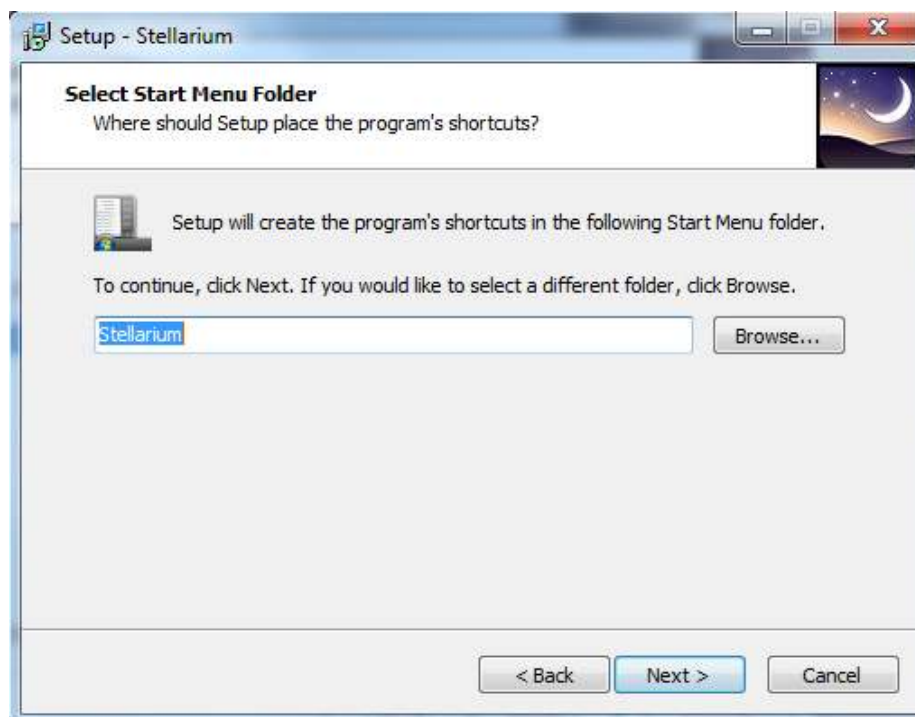 Setup - Stellarium
Select Start Menu Folder
Where should Setup place the program's shortcuts?
Setup will create the program's shortcuts in the following Start Menu folder.
To continue, click Next. If you would like to select a different folder, click Browse.
Stellarium
Browse...
< Back
Next >
Cancel